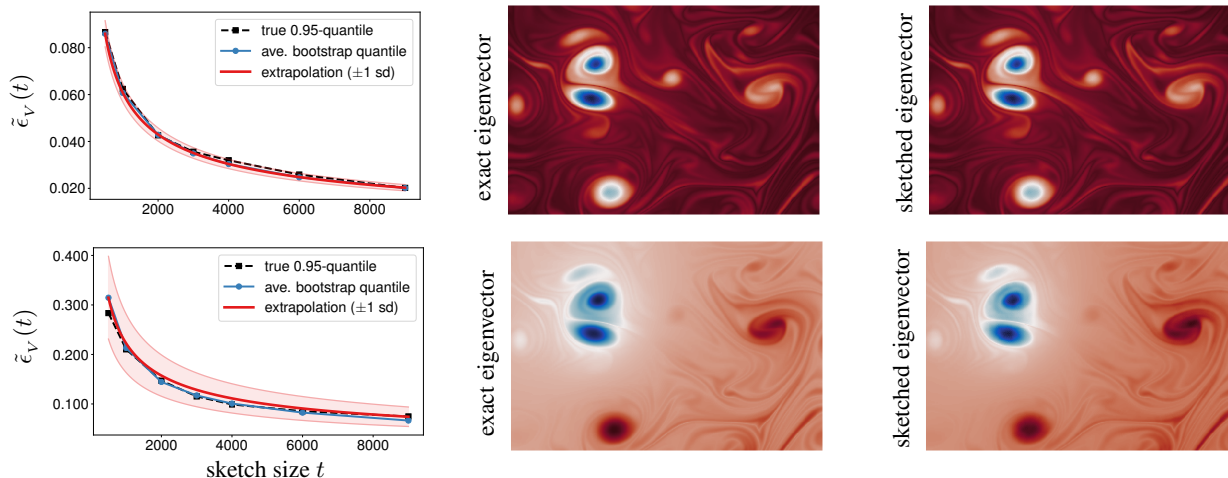 0.080
0.060
0.040
0.020
ϵ̃_V (t)
true 0.95-quantile
ave. bootstrap quantile
extrapolation (±1 sd)
2000 4000 6000 8000
exact eigenvector
sketched eigenvector
0.400
0.300
0.200
0.100
ϵ̃_V (t)
true 0.95-quantile
ave. bootstrap quantile
extrapolation (±1 sd)
2000 4000 6000 8000
sketch size t
exact eigenvector
sketched eigenvector